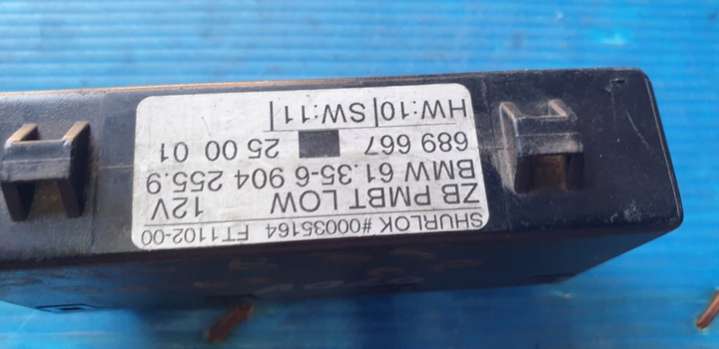 SHURLOK #00035164 FT1102-00
ZB PMBT LOW 12V
BMW 61.35-6 904 255.9
689 667 25 00 01
HW:10|SW:11|